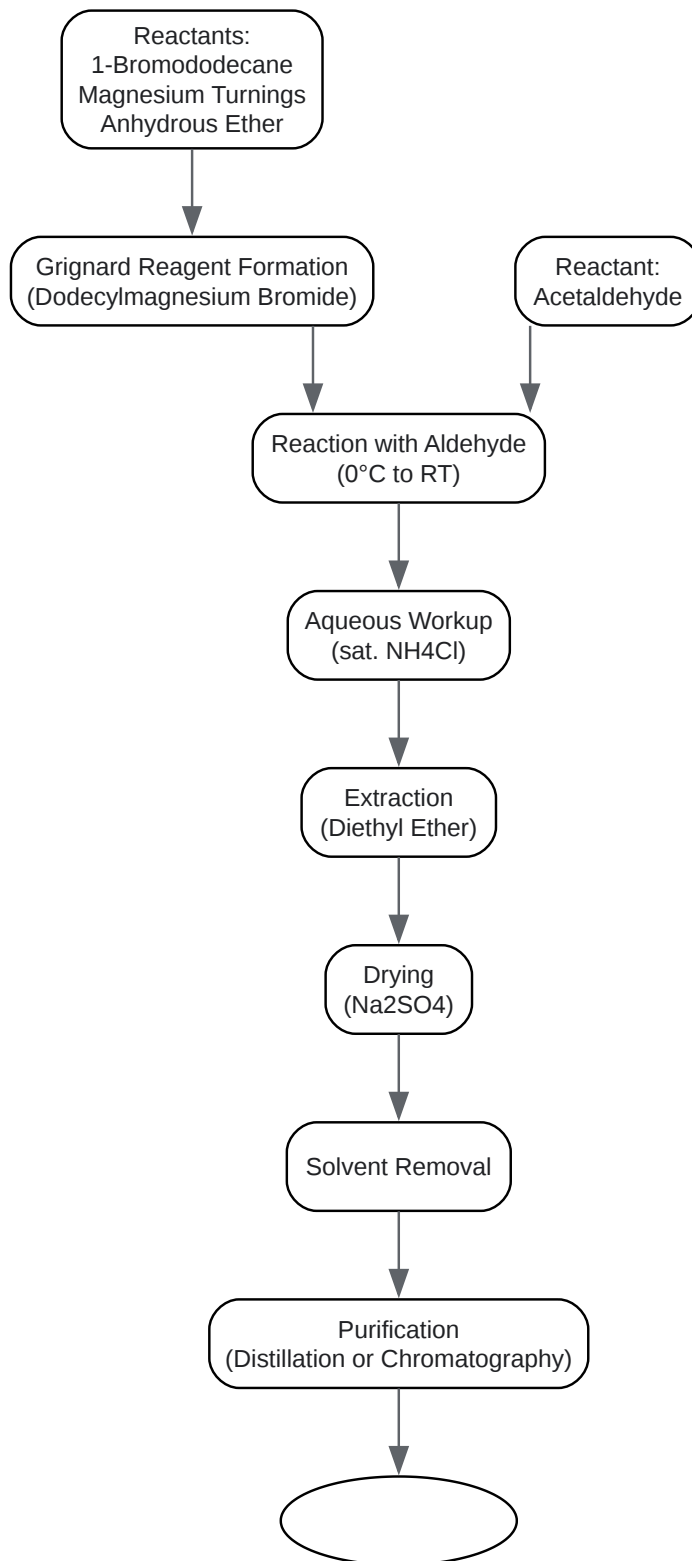 Reactants:
1-Bromododecane
Magnesium Turnings
Anhydrous Ether
Grignard Reagent Formation
(Dodecylmagnesium Bromide)
Reactant:
Acetaldehyde
Reaction with Aldehyde
(0°C to RT)
Aqueous Workup
(sat. NH4Cl)
Extraction
(Diethyl Ether)
Drying
(Na2SO4)
Solvent Removal
Purification
(Distillation or Chromatography)